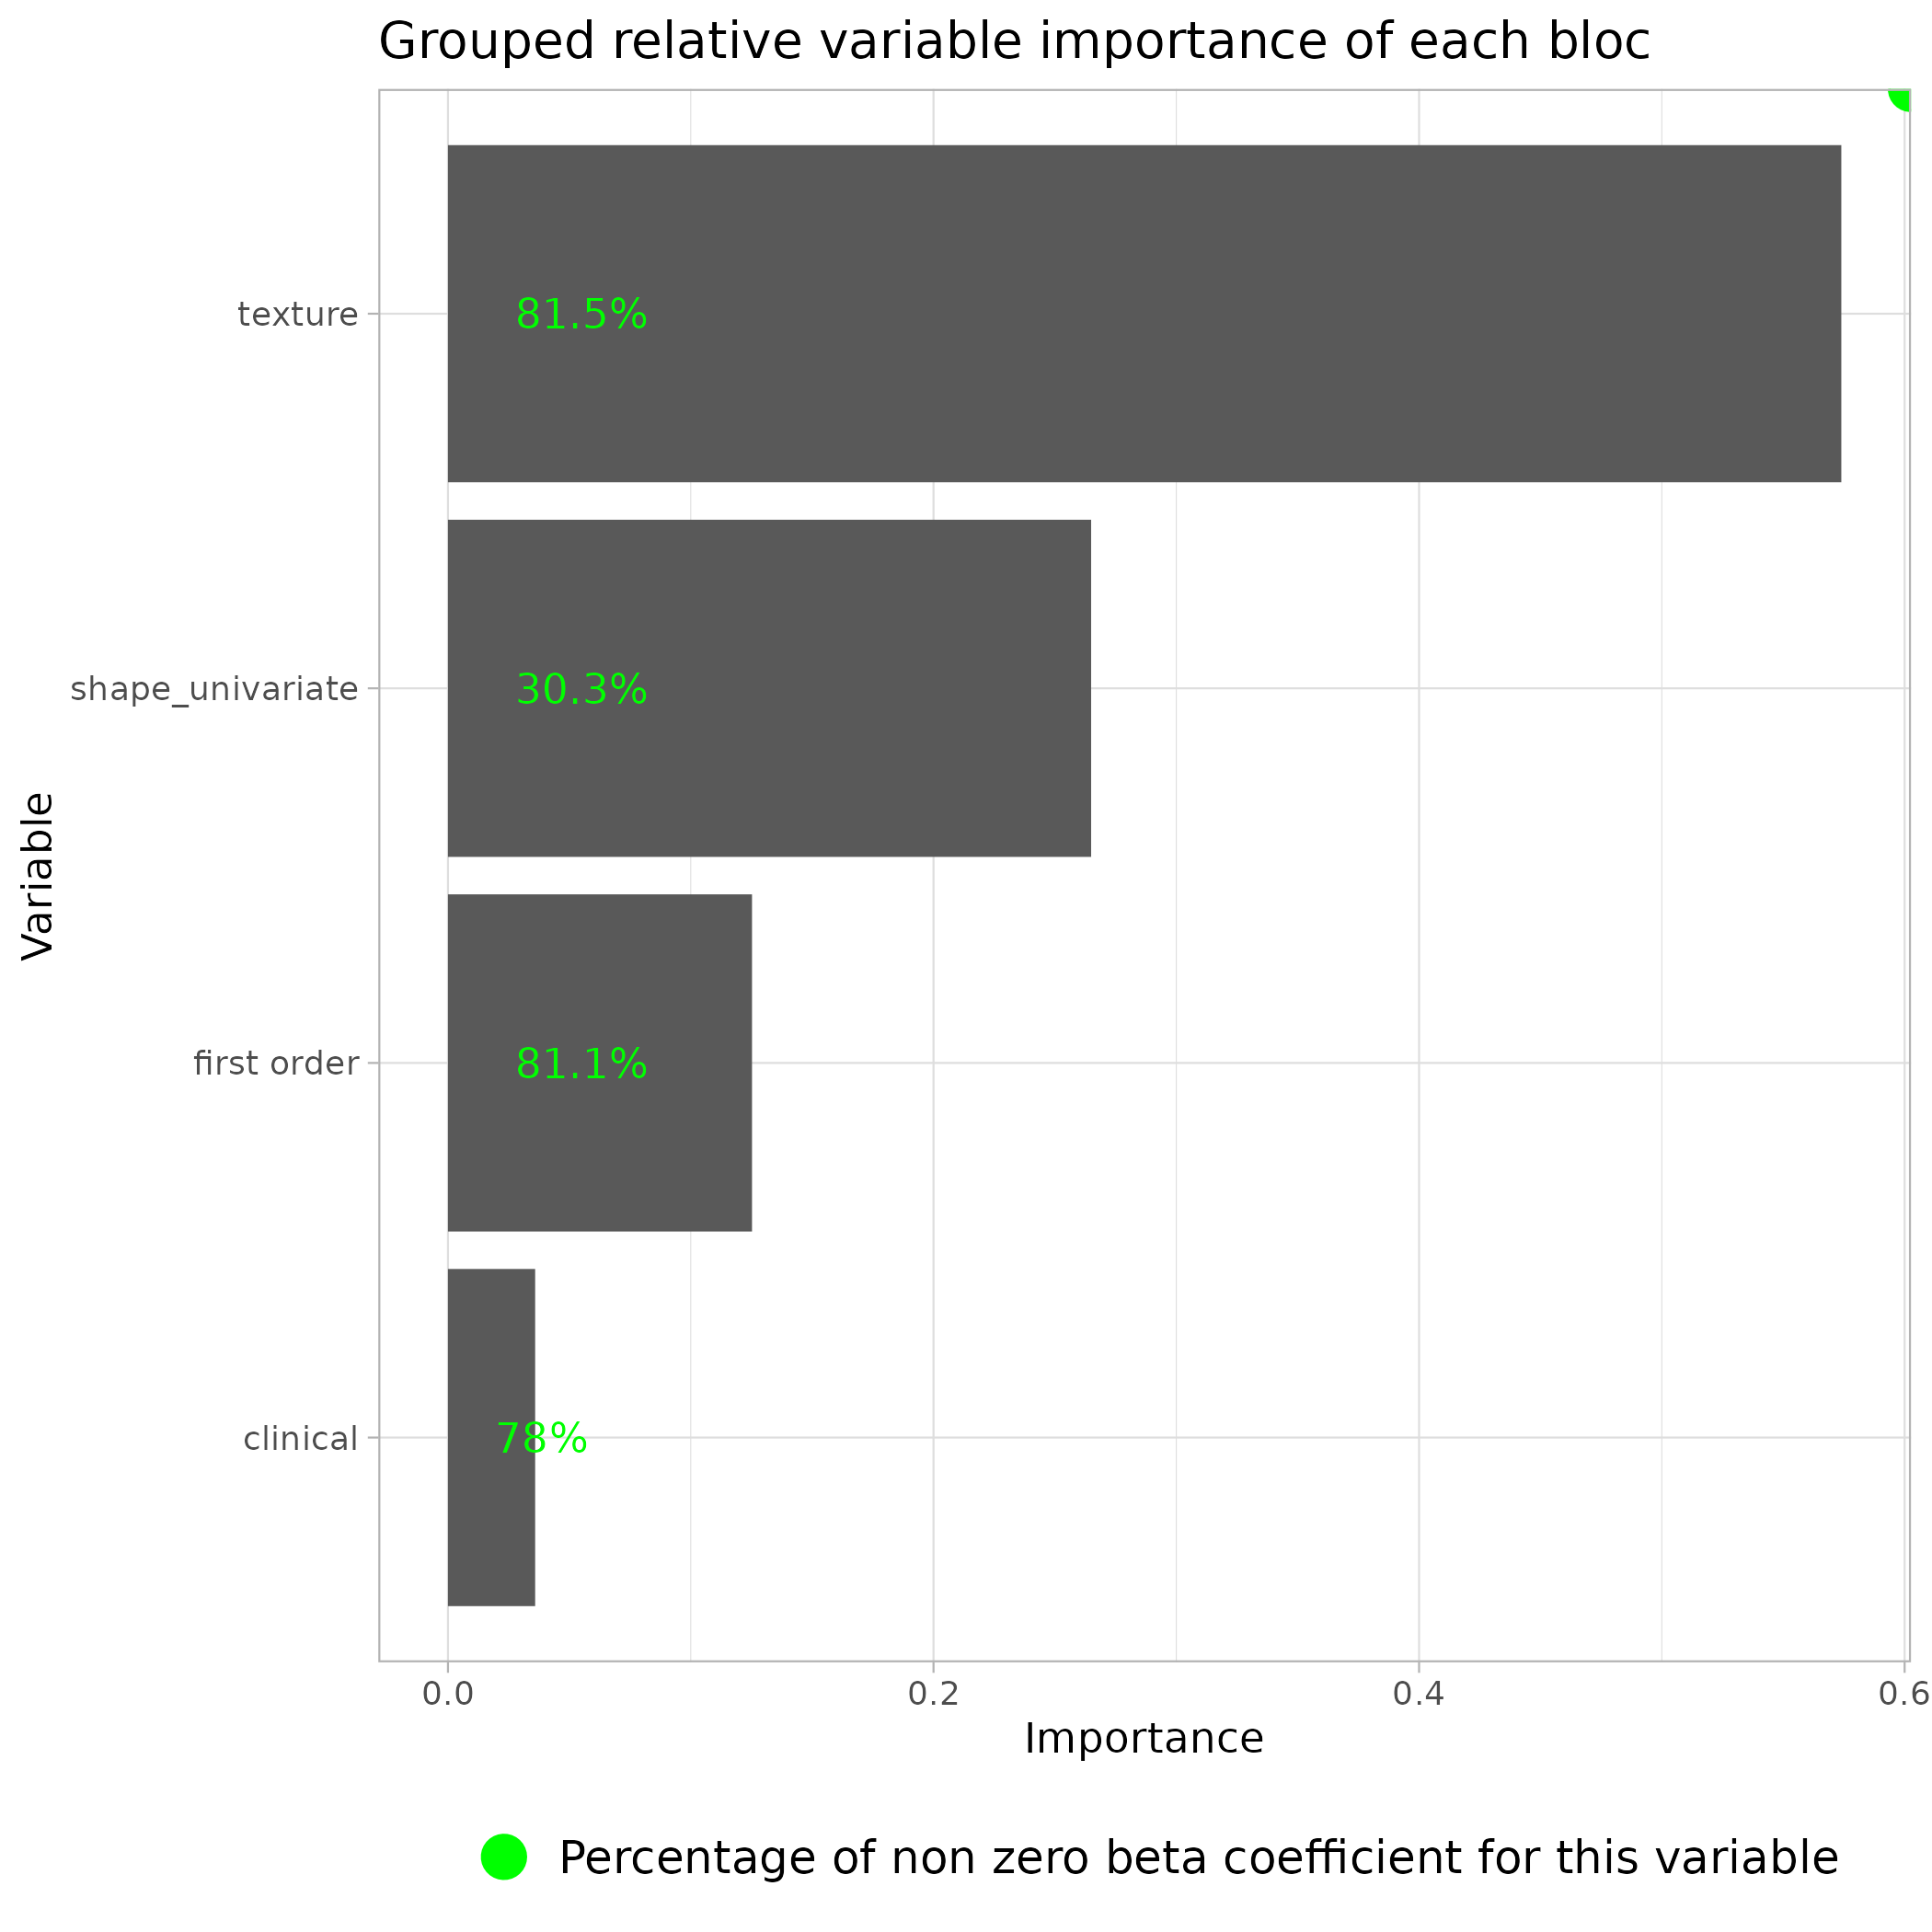 Grouped relative variable importance of each bloc
texture
81.5%
shape_univariate
30.3%
Variable
first order
81.1%
clinical
78%
0.0 0.2 0.4 0.6
Importance
Percentage of non zero beta coefficient for this variable